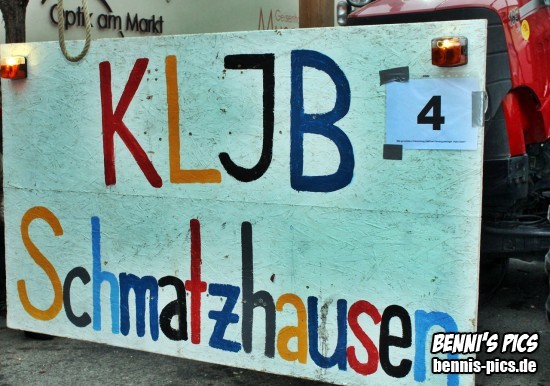 Optik am Markt
KLJB
4
Schmatzhausen
BENNI'S PICS
bennis-pics.de